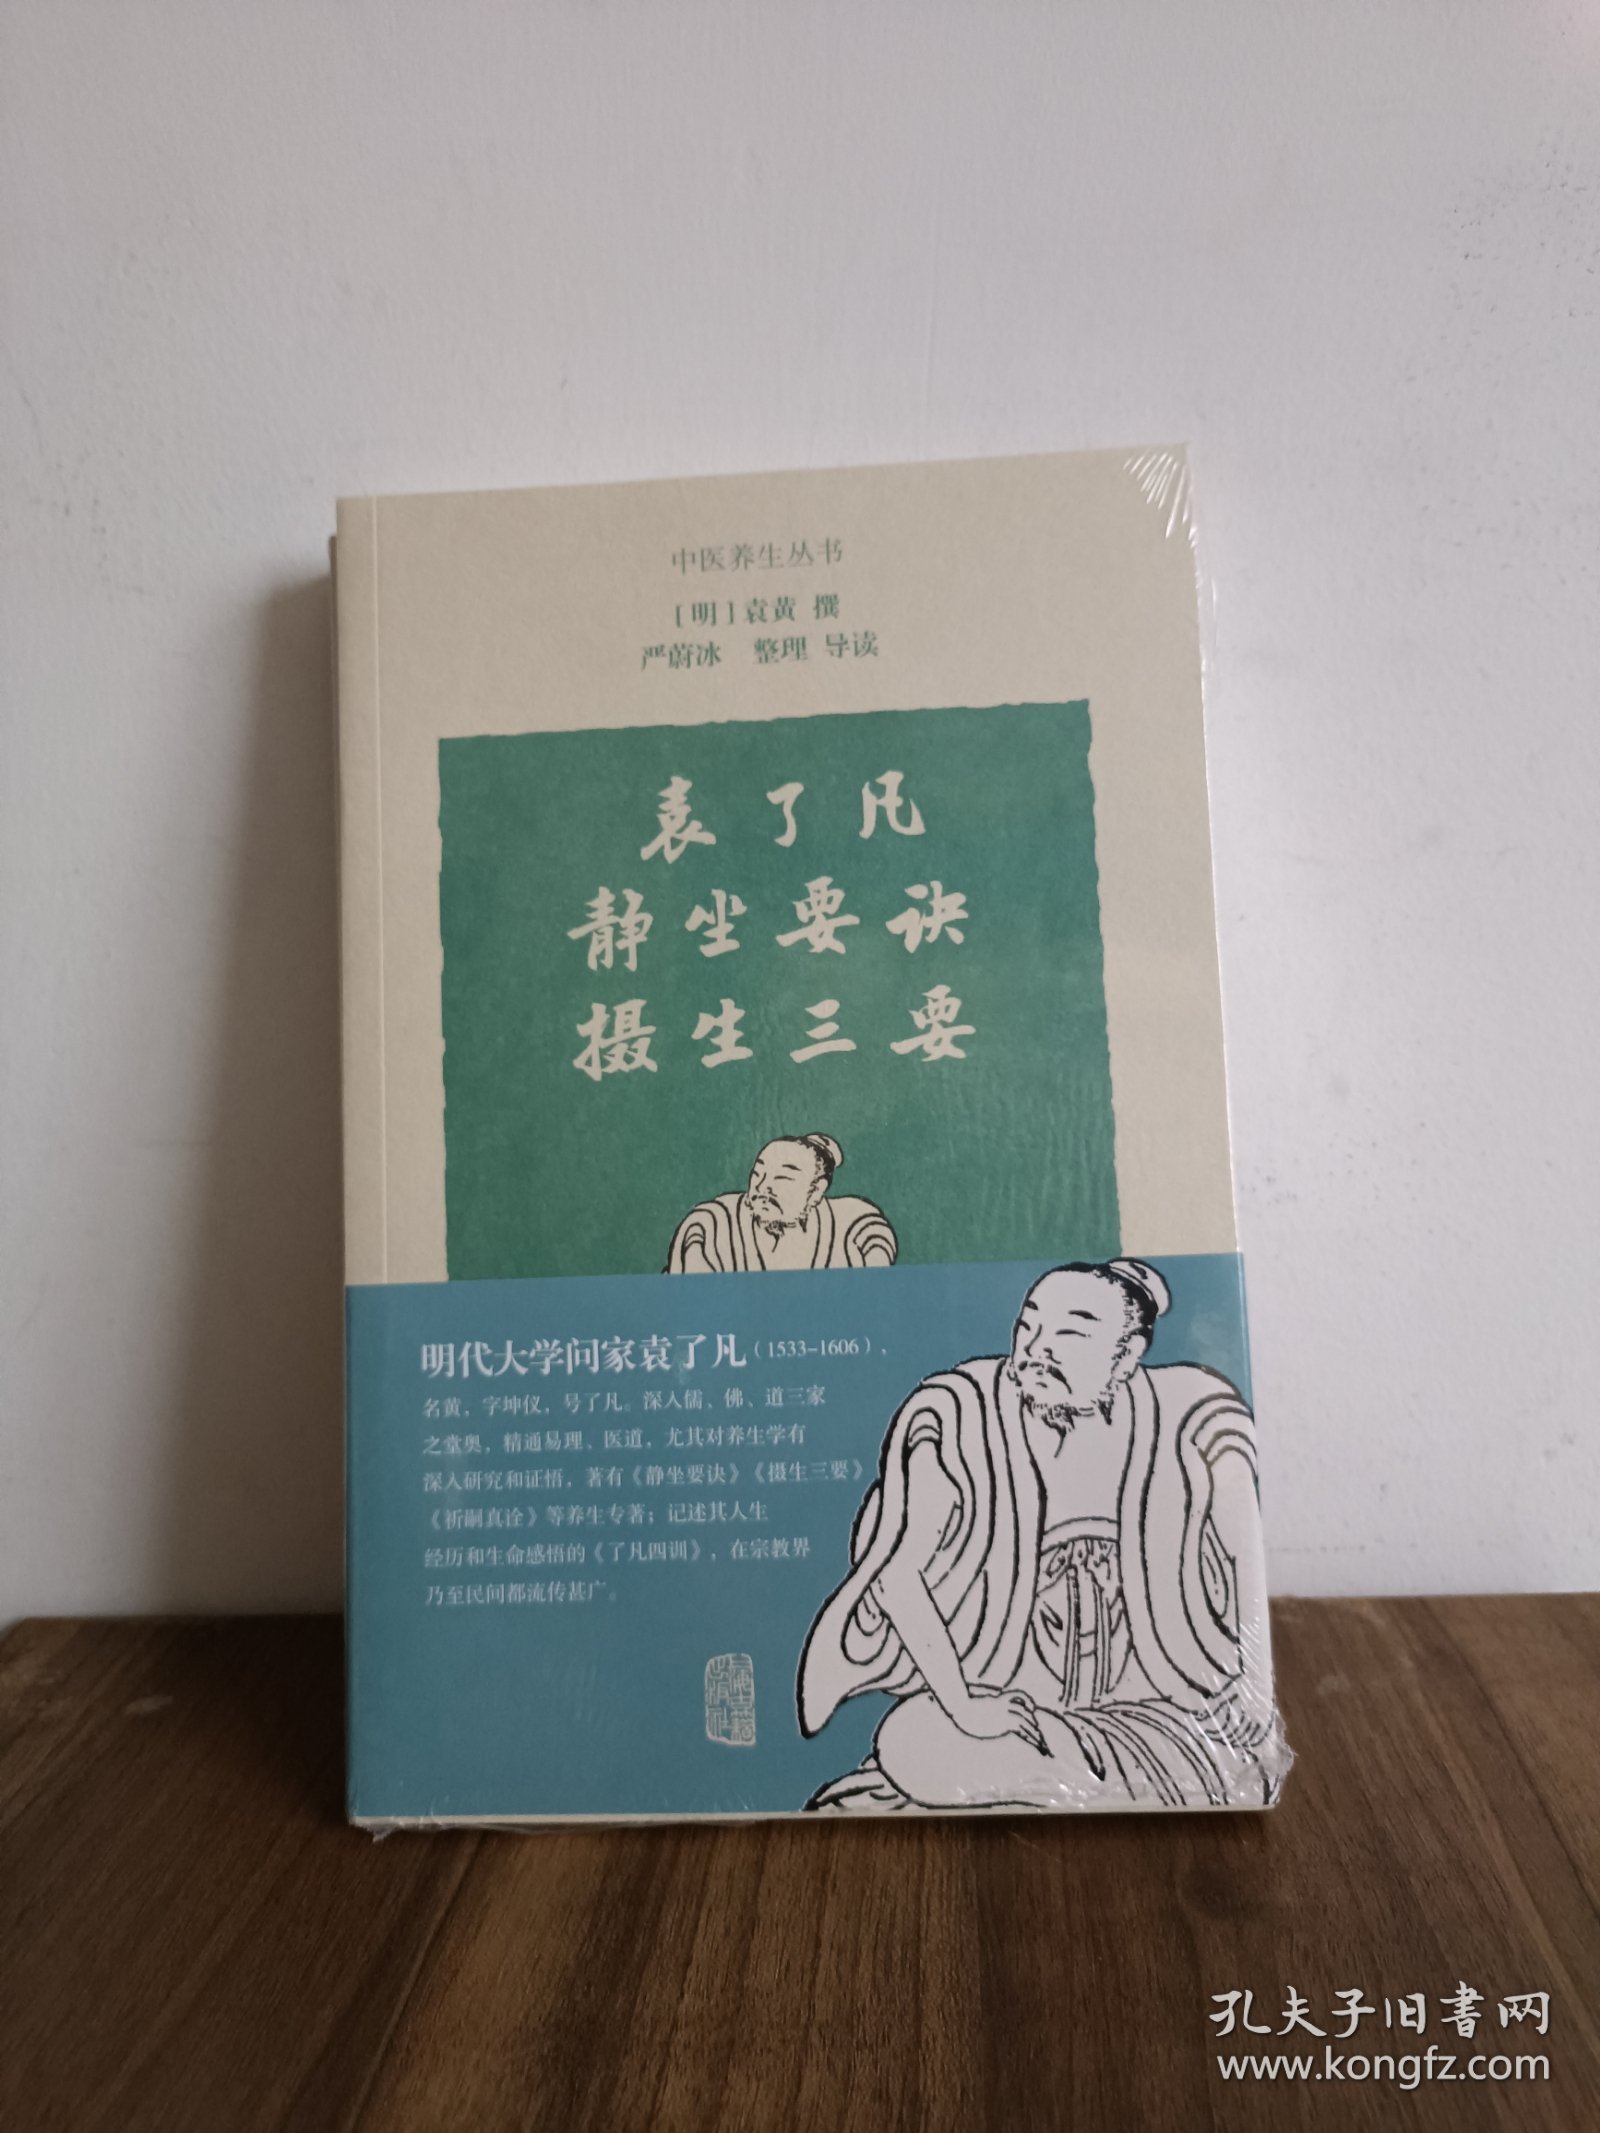 中医养生丛书
[明]袁黄 撰
严蔚冰 整理 导读
袁了凡
静坐要诀
摄生三要
明代大学问家袁了凡(1533-1606),
名黄，字坤仪，号了凡。深入儒、佛、道三家
之堂奥，精通易理、医道，尤其对养生学有
深入研究和证悟，著有《静坐要诀》《摄生三要》
《祈嗣真诠》等养生专著；记述其人生
经历和生命感悟的《了凡四训》，在宗教界
乃至民间都流传甚广。
上海古籍
出版社
孔夫子旧书网
www.kongfz.com